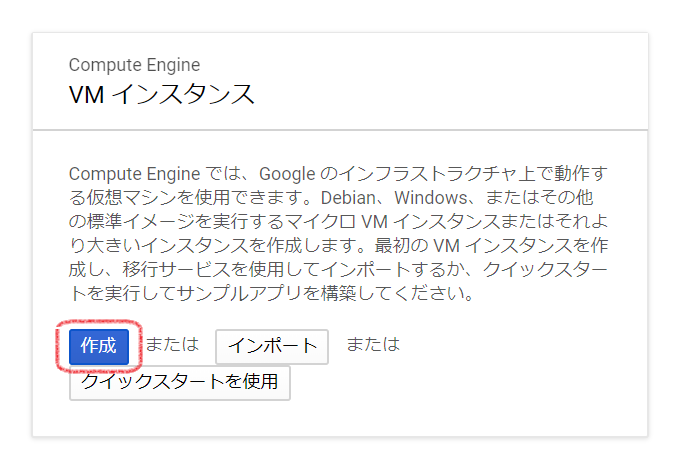 Compute Engine
VM インスタンス
Compute Engine では、Google のインフラストラクチャ上で動作す
る仮想マシンを使用できます。Debian、Windows、またはその他
の標準イメージを実行するマイクロ VM インスタンスまたはそれよ
り大きいインスタンスを作成します。最初の VM インスタンスを作
成し、移行サービスを使用してインポートするか、クイックスター
トを実行してサンプルアプリを構築してください。
作成 または インポート または
クイックスタートを使用